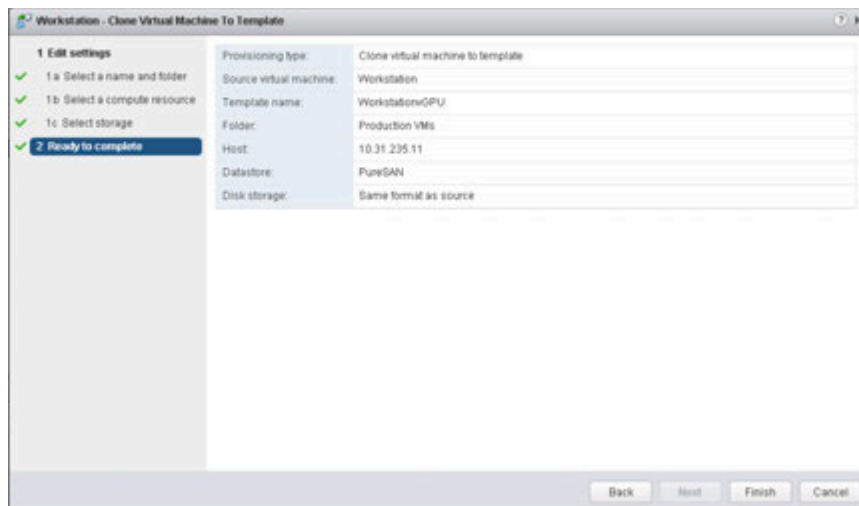 Workstation - Clone Virtual Machine To Template
1 Edit settings
1a Select a name and folder
1b Select a compute resource
1c Select storage
2 Ready to complete
Provisioning type: Clone virtual machine to template
Source virtual machine: Workstation
Template name: WorkstationvGPU
Folder: Production VMs
Host: 10.31.235.11
Datastore: PureSAN
Disk storage: Same format as source
Back Next Finish Cancel